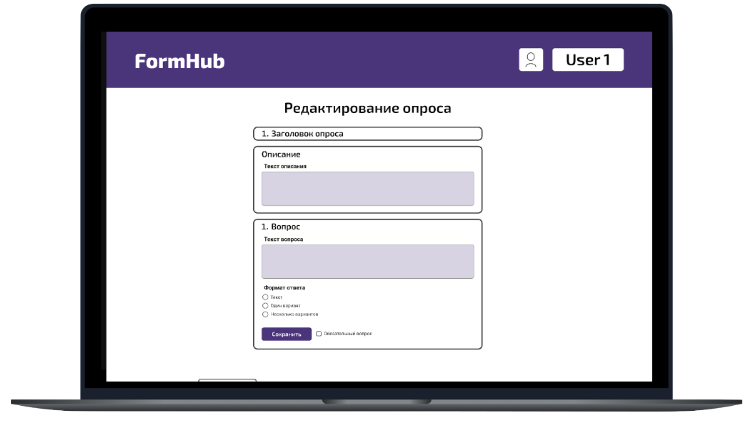 FormHub
User 1
Редактирование опроса
1. Заголовок опроса
Описание
Текст описания
1. Вопрос
Текст вопроса
Формат ответа
Текст
Один вариант
Несколько вариантов
Сохранить
Обязательный вопрос